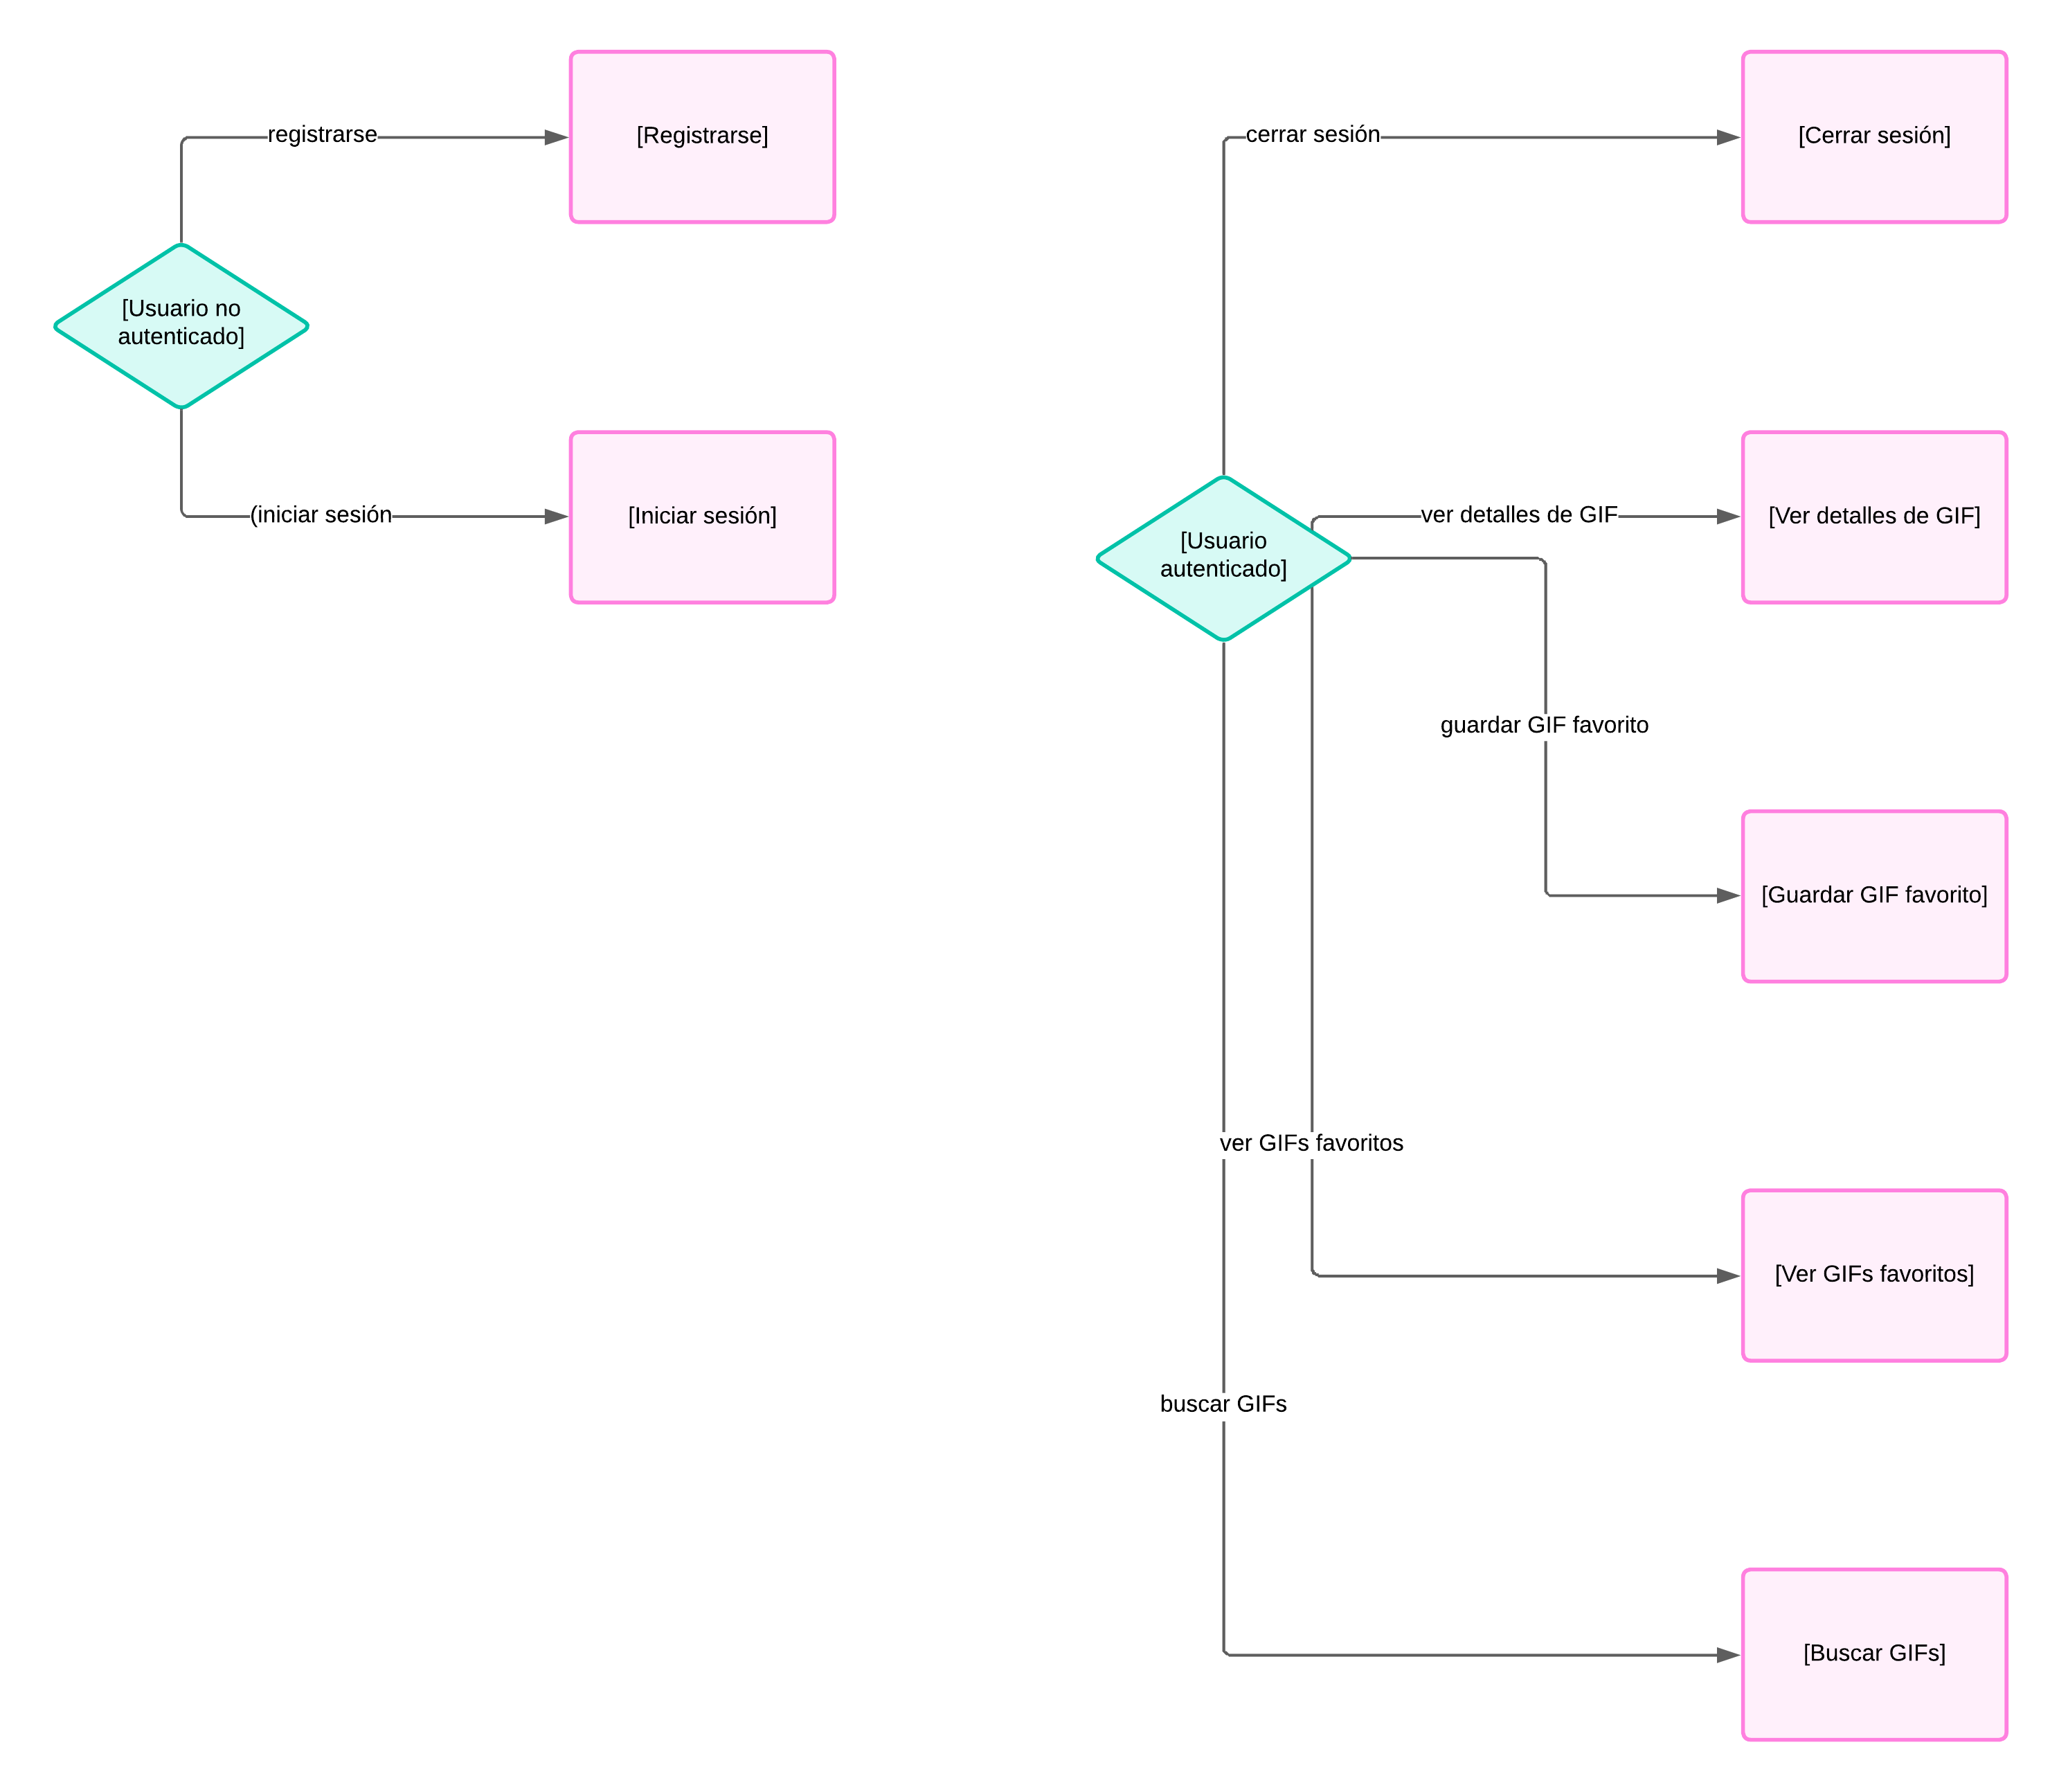 registrarse
[Registrarse]
[Usuario no
autenticado]
(iniciar sesión
[Iniciar sesión]
cerrar sesión
[Cerrar sesión]
[Usuario
autenticado]
ver detalles de GIF
[Ver detalles de GIF]
guardar GIF favorito
[Guardar GIF favorito]
ver GIFs favoritos
[Ver GIFs favoritos]
buscar GIFs
[Buscar GIFs]